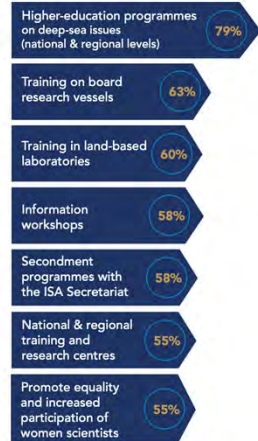 Higher-education programmes
on deep-sea issues
(national & regional levels)
79%
Training on board
research vessels
63%
Training in land-based
laboratories
60%
Information
workshops
58%
Secondment
programmes with
the ISA Secretariat
58%
National & regional
training and
research centres
55%
Promote equality
and increased
participation of
women scientists
55%